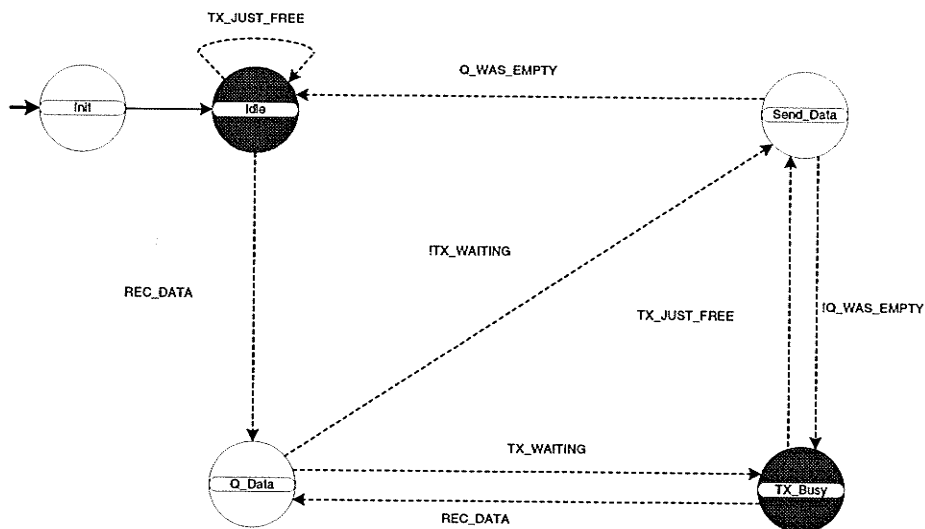 TX_JUST_FREE
Q_WAS_EMPTY
Init
Idle
Send_Data
!TX_WAITING
REC_DATA
TX_JUST_FREE
!Q_WAS_EMPTY
TX_WAITING
Q_Data
TX_Busy
REC_DATA